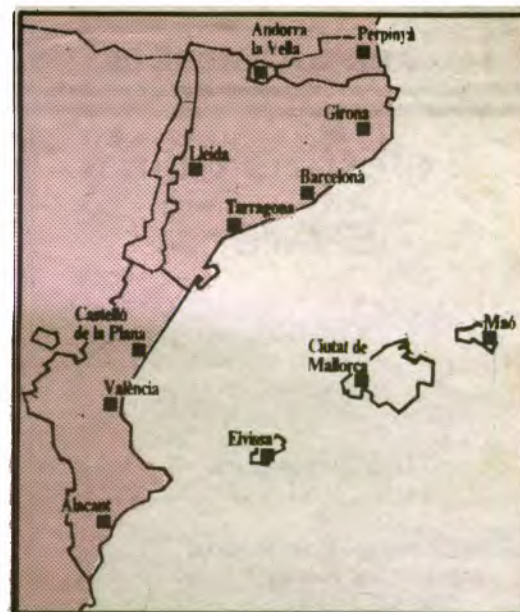 Andorra
la Vella
Perpinyà
Girona
Lleida
Barcelona
Tarragona
Castelló
de la Plana
Maó
Ciutat de
Mallorca
València
Eivissa
Alacant